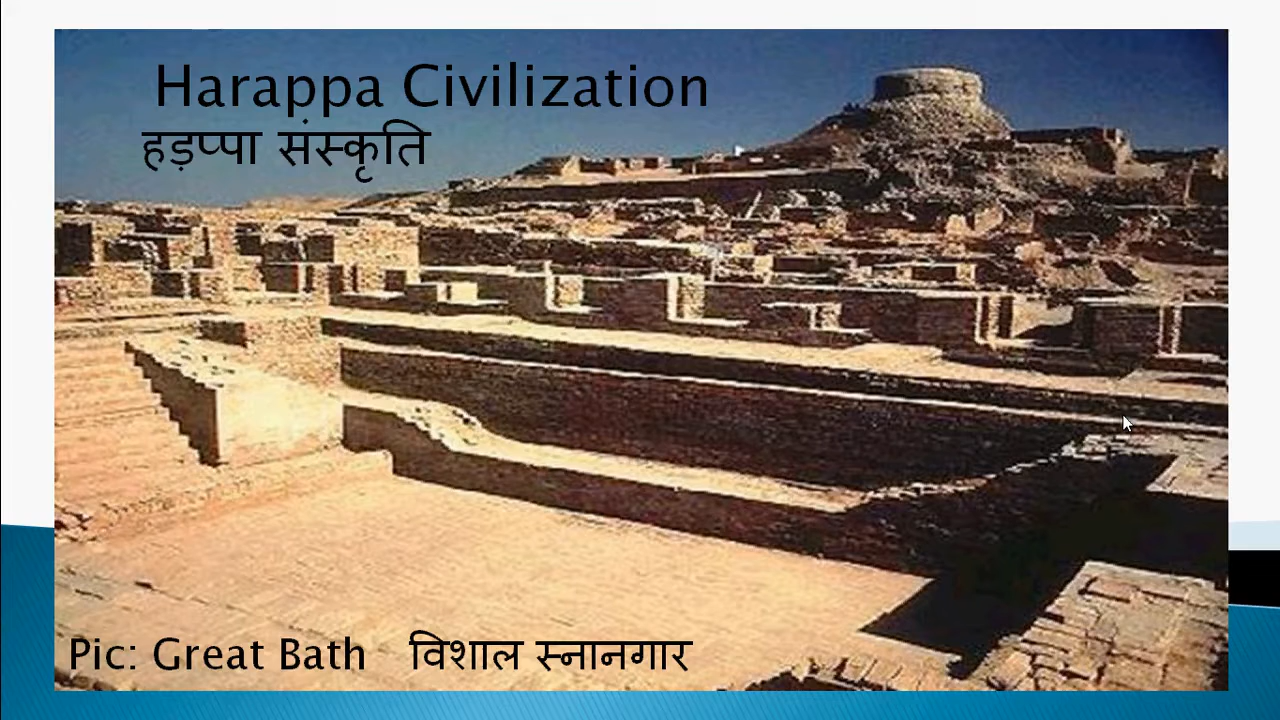 Harappa Civilization
हड़प्पा संस्कृति
Pic: Great Bath विशाल स्नानगार